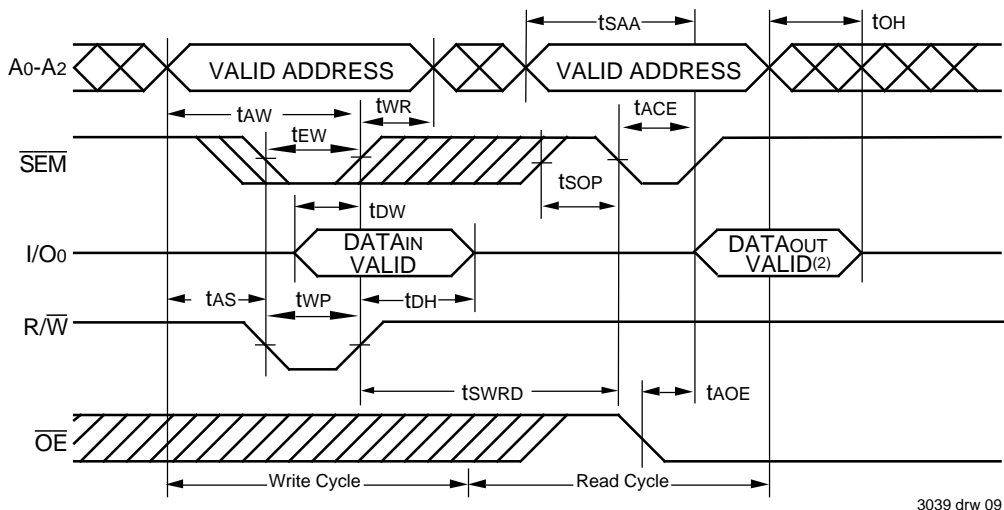 tSAA
tOH
A0-A2
VALID ADDRESS
VALID ADDRESS
tAW
tWR
tACE
tEW
SEM
tSOP
tDW
I/O0
DATAIN
VALID
DATAOUT
VALID(2)
tAS
tWP
tDH
R/W
tSWRD
tAOE
OE
Write Cycle
Read Cycle
3039 drw 09